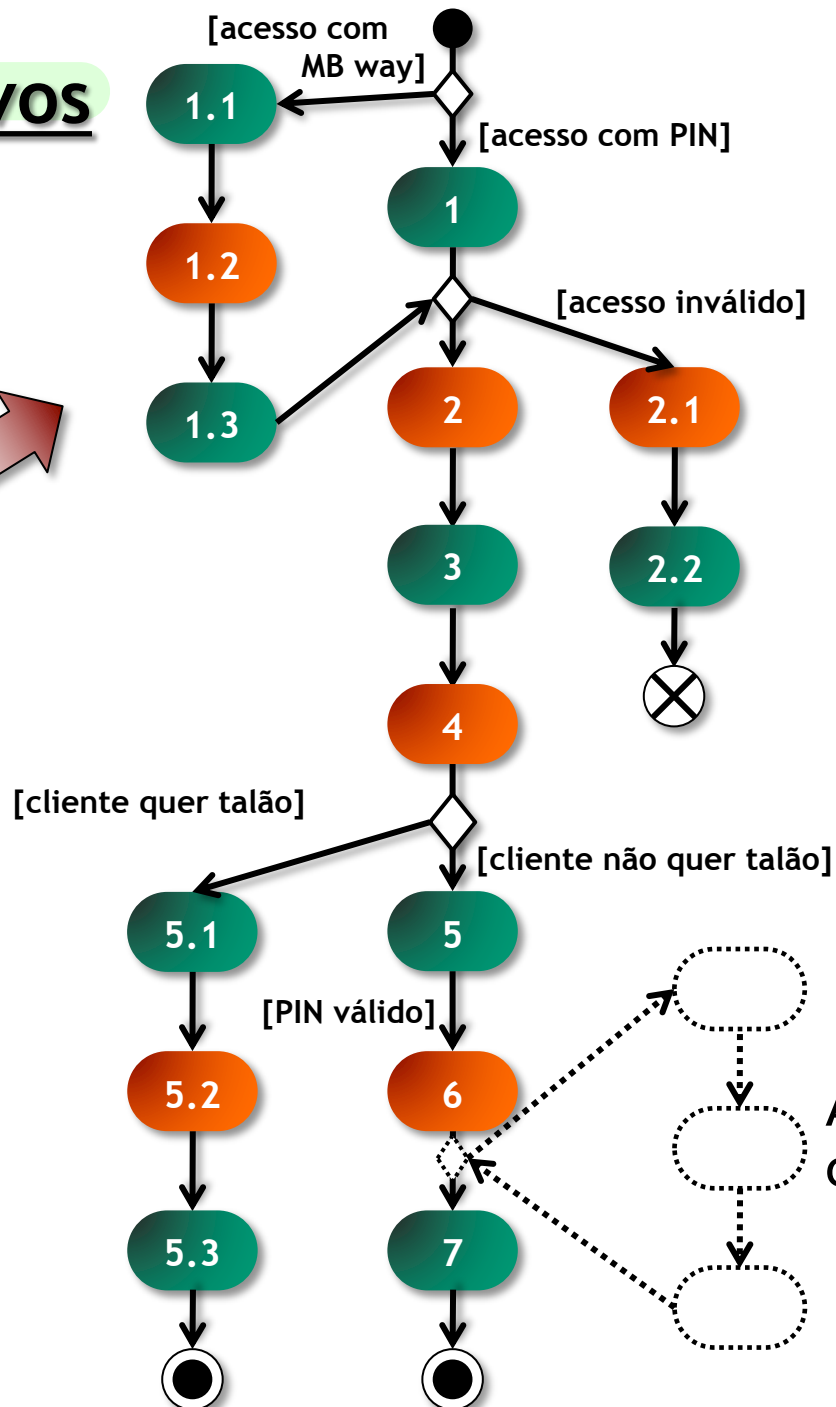 [acesso com
MB way]
1.1
[acesso com PIN]
1
1.2
[acesso inválido]
1.3
2
2.1
3
2.2
4
[cliente quer talão]
[cliente não quer talão]
5.1
5
[PIN válido]
5.2
6
5.3
7